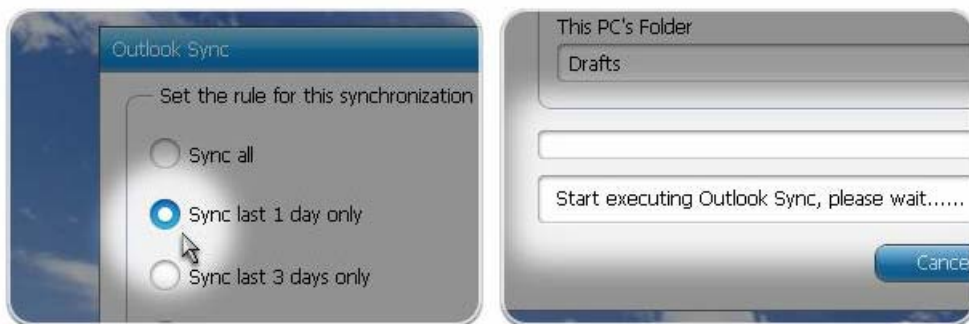 Outlook Sync
Set the rule for this synchronization
Sync all
Sync last 1 day only
Sync last 3 days only
This PC's Folder
Drafts
Start executing Outlook Sync, please wait......
Cance